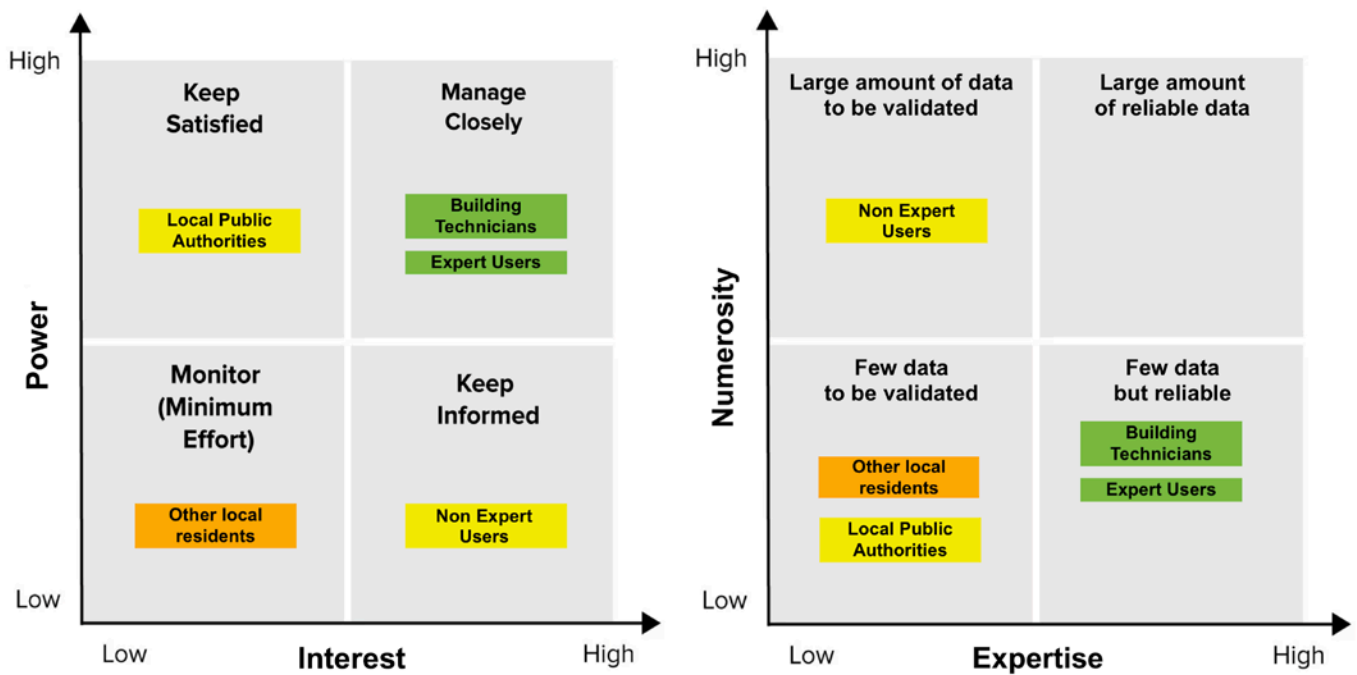 High
Keep
Satisfied
Manage
Closely
Local Public
Authorities
Building
Technicians
Expert Users
Power
Monitor
(Minimum
Effort)
Keep
Informed
Other local
residents
Non Expert
Users
Low
Low
Interest
High
High
Large amount of data
to be validated
Large amount
of reliable data
Non Expert
Users
Numerosity
Few data
to be validated
Few data
but reliable
Building
Technicians
Expert Users
Other local
residents
Local Public
Authorities
Low
Low
Expertise
High